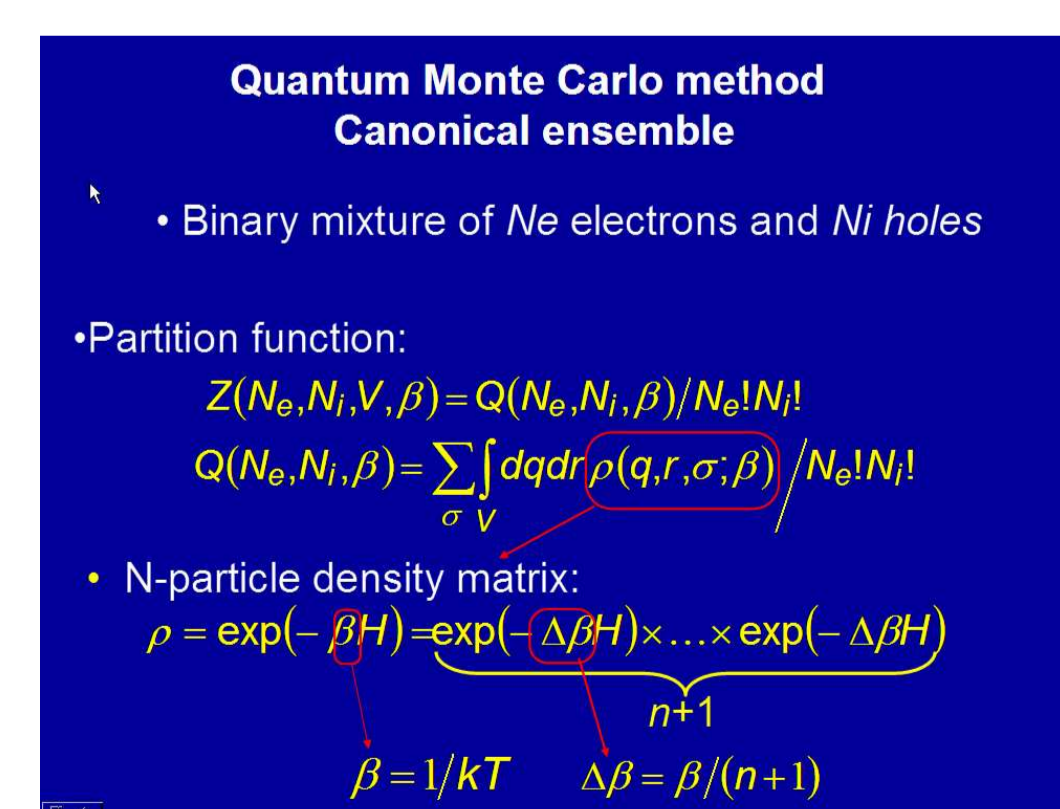 Quantum Monte Carlo method
Canonical ensemble
• Binary mixture of Ne electrons and Ni holes
•Partition function:
Z(Nₑ,Nᵢ,V,β)=Q(Nₑ,Nᵢ,β)/Nₑ!Nᵢ!
Q(Nₑ,Nᵢ,β)=∑σ∫V dqdr ρ(q,r,σ;β)/Nₑ!Nᵢ!
• N-particle density matrix:
ρ = exp(− βH) =exp(− ΔβH)×…× exp(− ΔβH)
n+1
β =1/kT Δβ = β/(n+1)